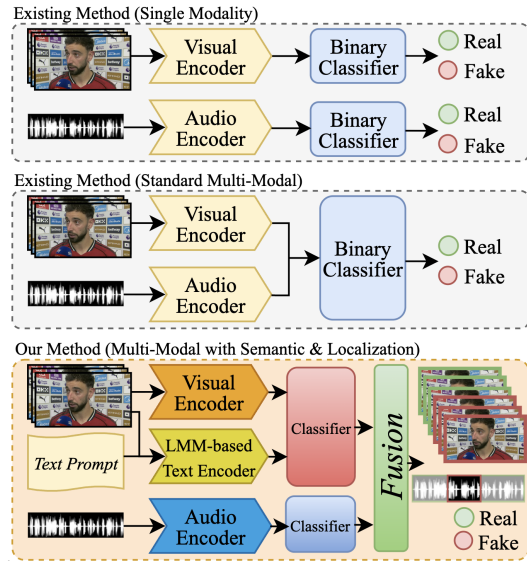 Existing Method (Single Modality)
Visual
Encoder
Binary
Classifier
Real
Fake
Audio
Encoder
Binary
Classifier
Real
Fake
Existing Method (Standard Multi-Modal)
Visual
Encoder
Audio
Encoder
Binary
Classifier
Real
Fake
Our Method (Multi-Modal with Semantic & Localization)
Visual
Encoder
Text Prompt
LMM-based
Text Encoder
Classifier
Audio
Encoder
Classifier
Fusion
Real
Fake